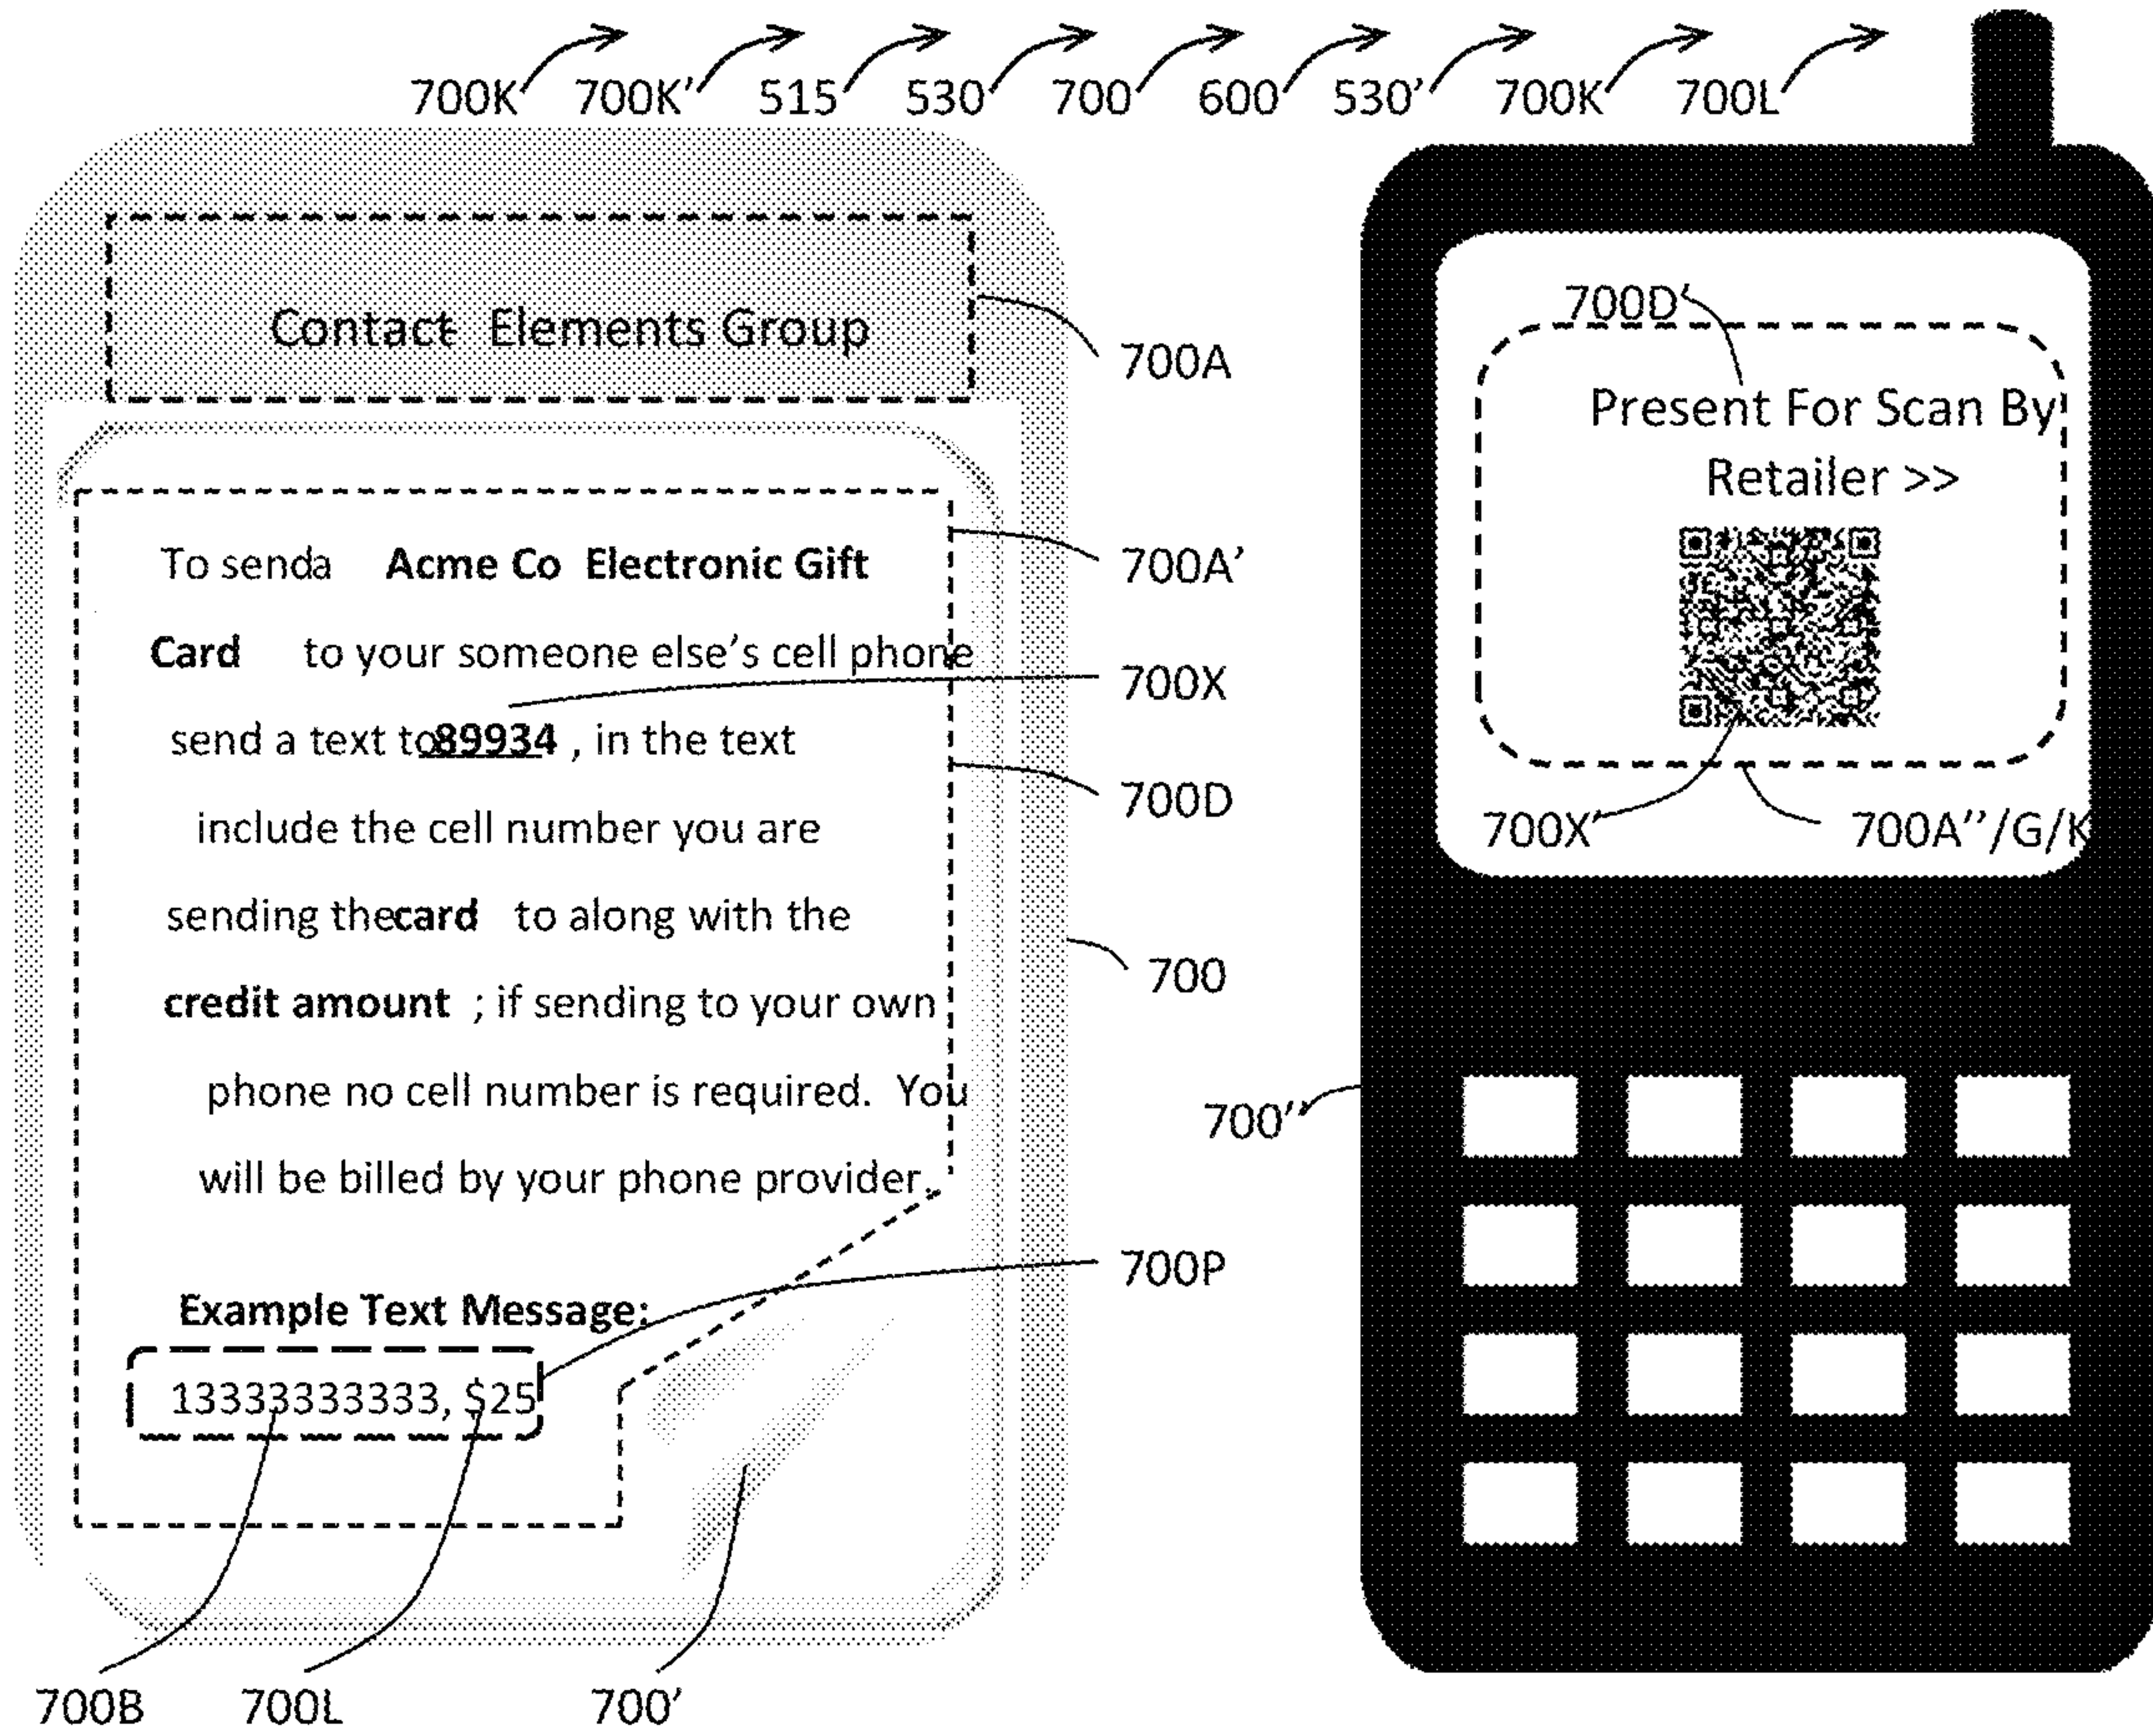 700K 700K’ 515 530 700 600 530’ 700K 700L
Contact Elements Group
700A
To senda Acme Co Electronic Gift
Card to your someone else’s cell phone
send a text to 89934 , in the text
include the cell number you are
sending the card to along with the
credit amount ; if sending to your own
phone no cell number is required. You
will be billed by your phone provider.
Example Text Message:
13333333333, $25
700A’
700X
700D
700
700P
700B 700L 700’
700D’
Present For Scan By
Retailer >>
700X’ 700A’’/G/K
700’’